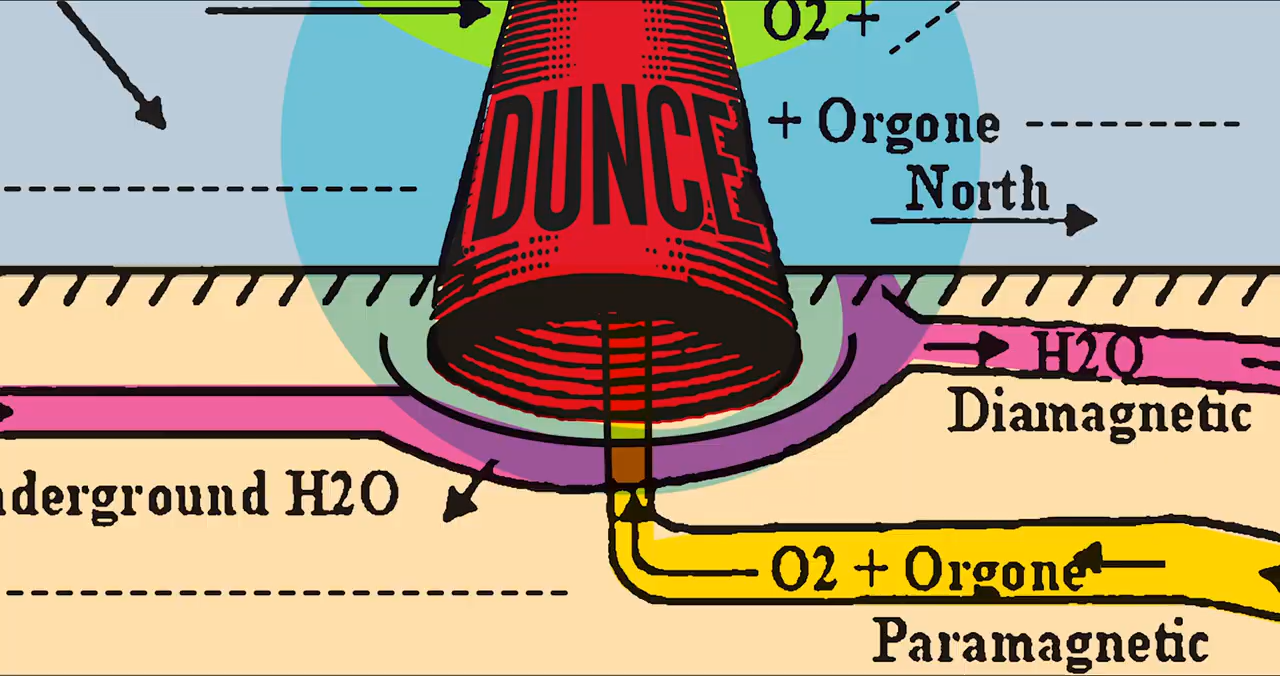 O2 +
DUNCE
+ Orgone
North
H2O
Diamagnetic
nderground H2O
O2 + Orgone
Paramagnetic